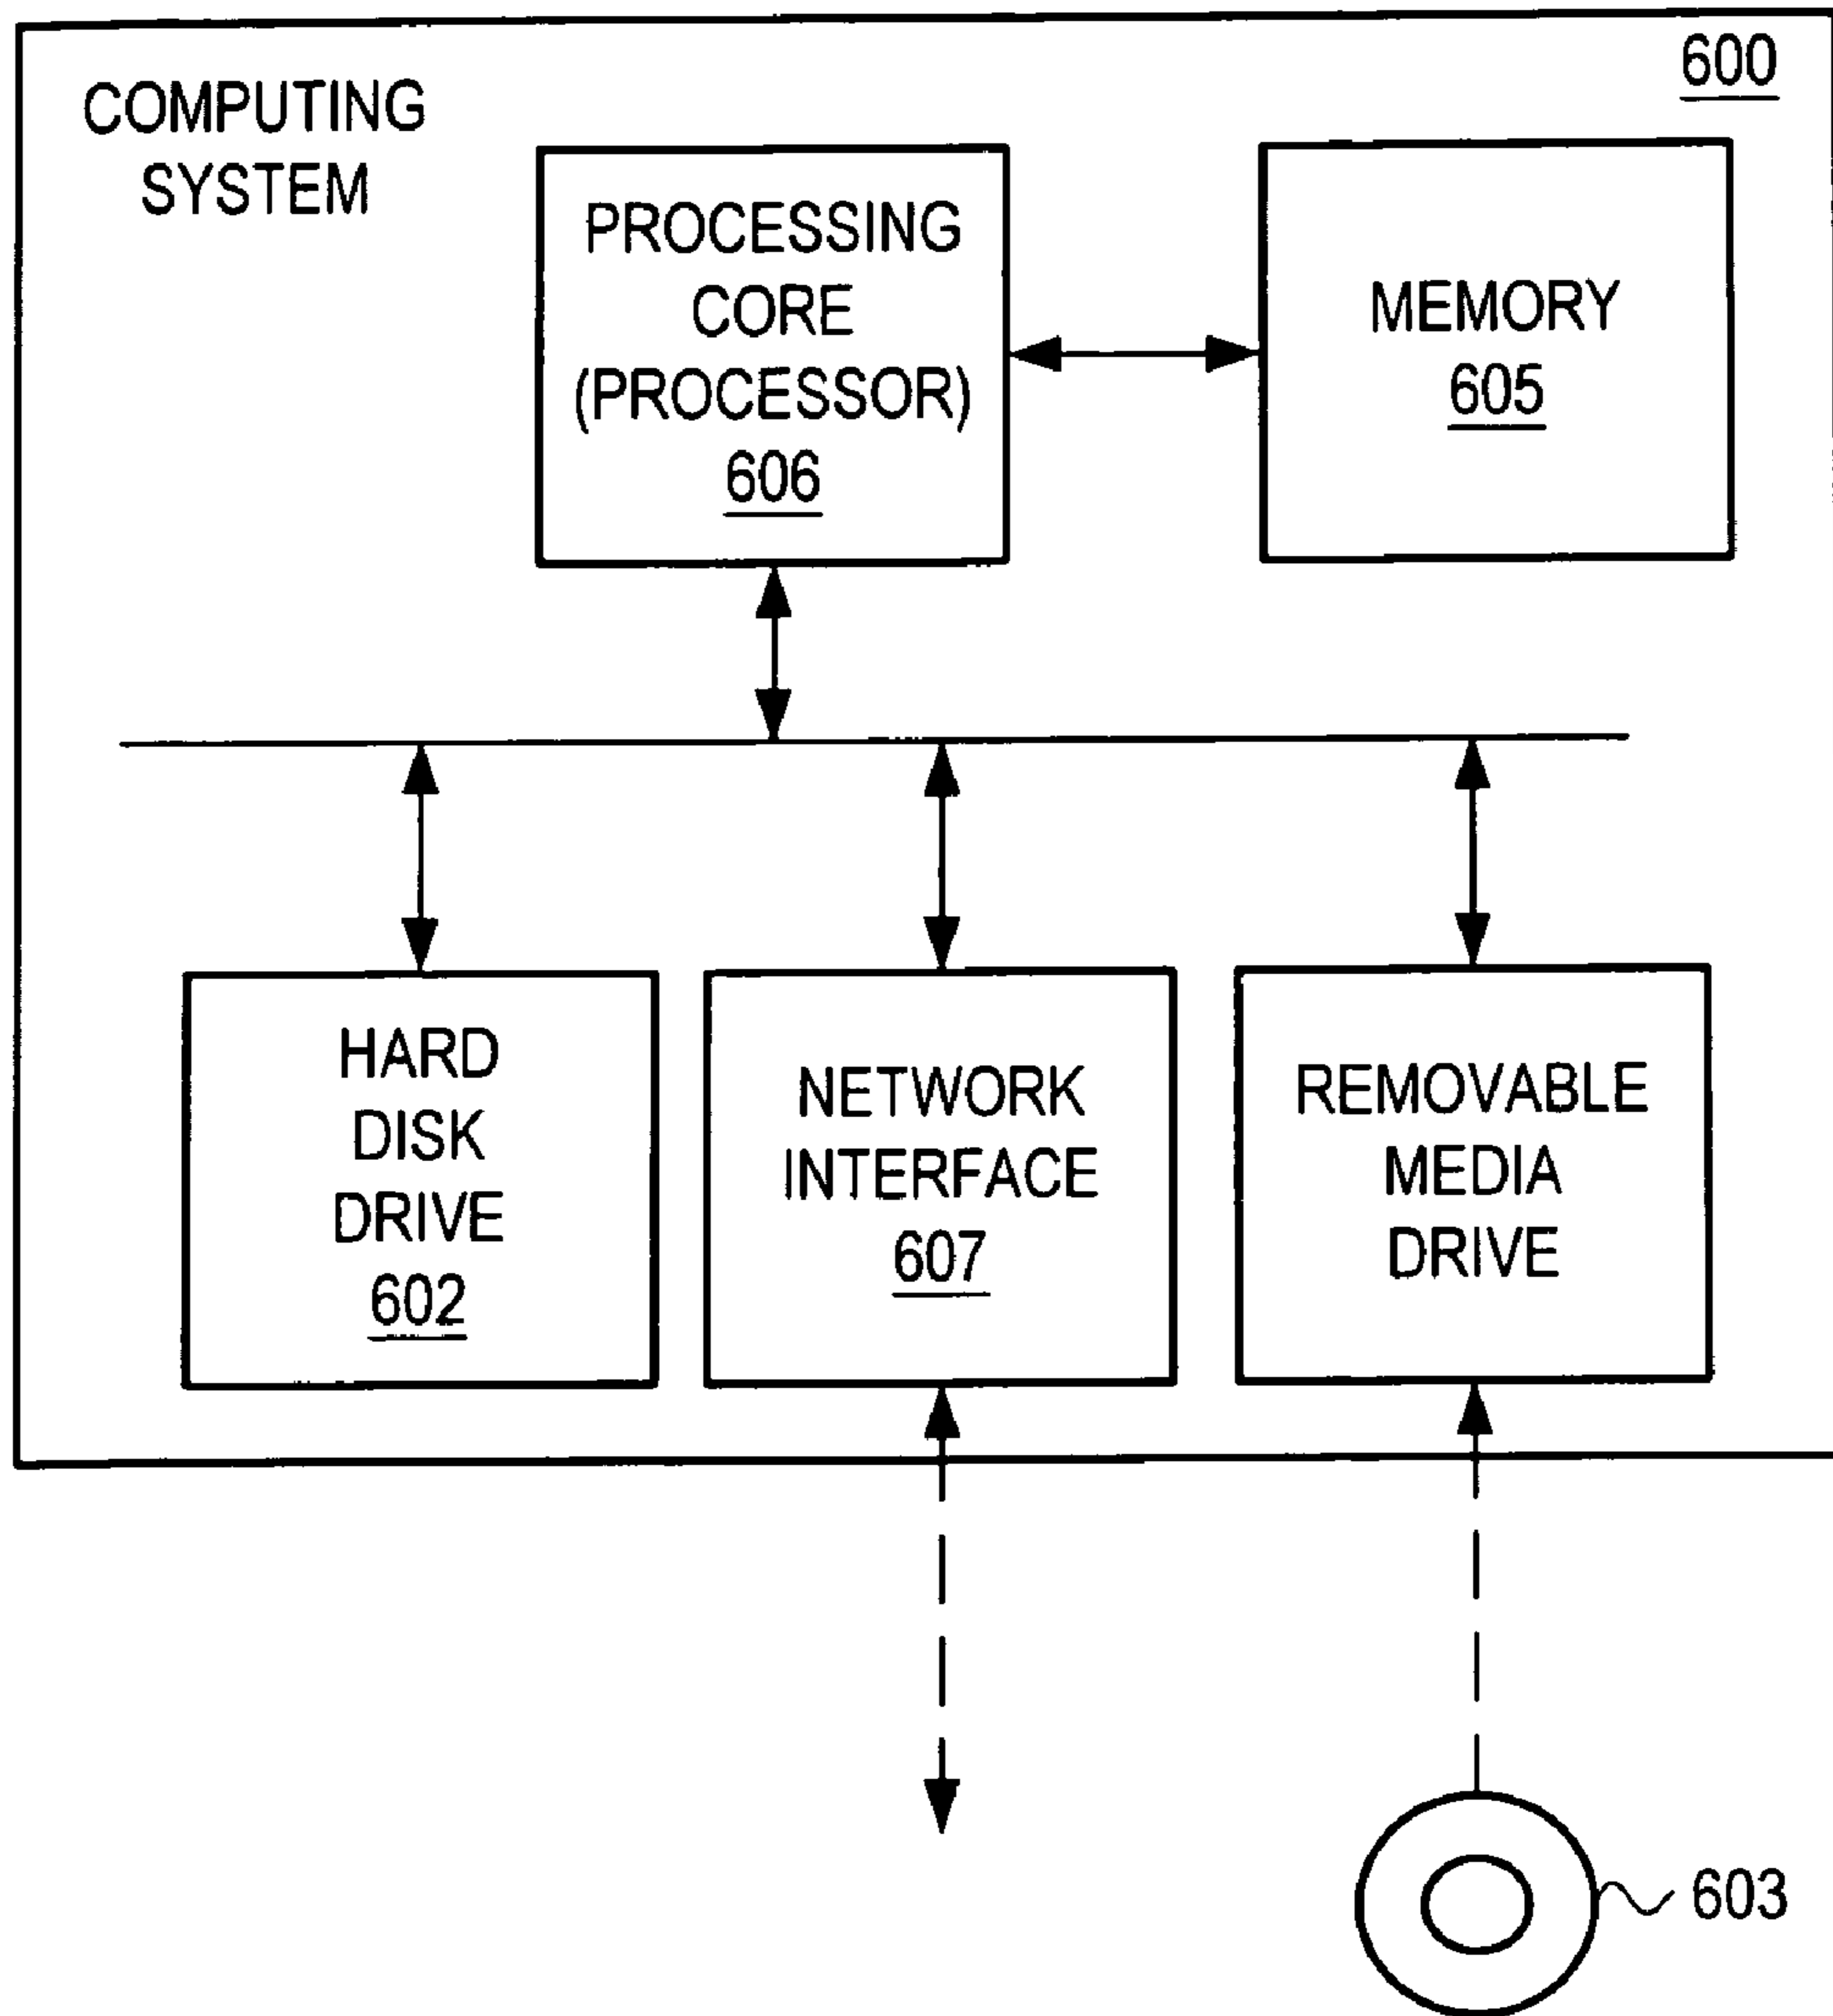 600
COMPUTING
SYSTEM
PROCESSING
CORE
(PROCESSOR)
606
MEMORY
605
HARD
DISK
DRIVE
602
NETWORK
INTERFACE
607
REMOVABLE
MEDIA
DRIVE
603